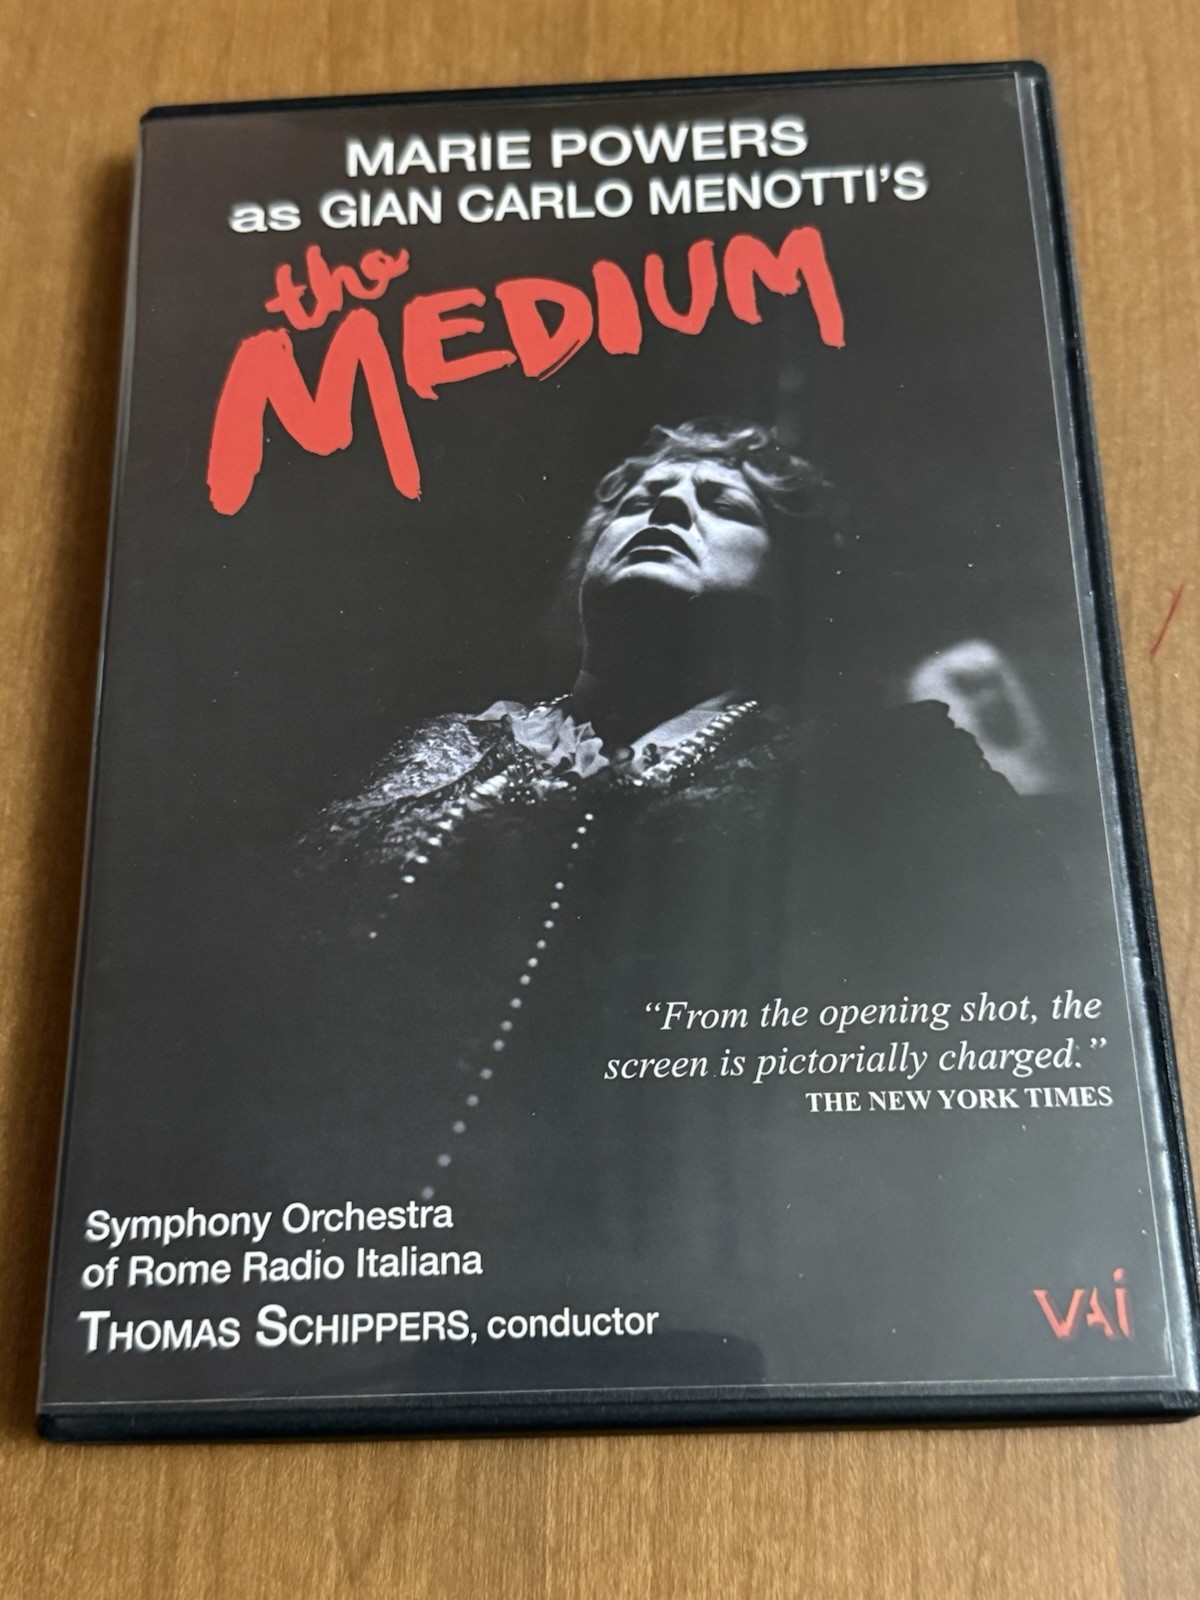 MARIE POWERS
as GIAN CARLO MENOTTI'S
the
MEDIUM
“From the opening shot, the
screen is pictorially charged.”
THE NEW YORK TIMES
Symphony Orchestra
of Rome Radio Italiana
THOMAS SCHIPPERS, conductor
VAI